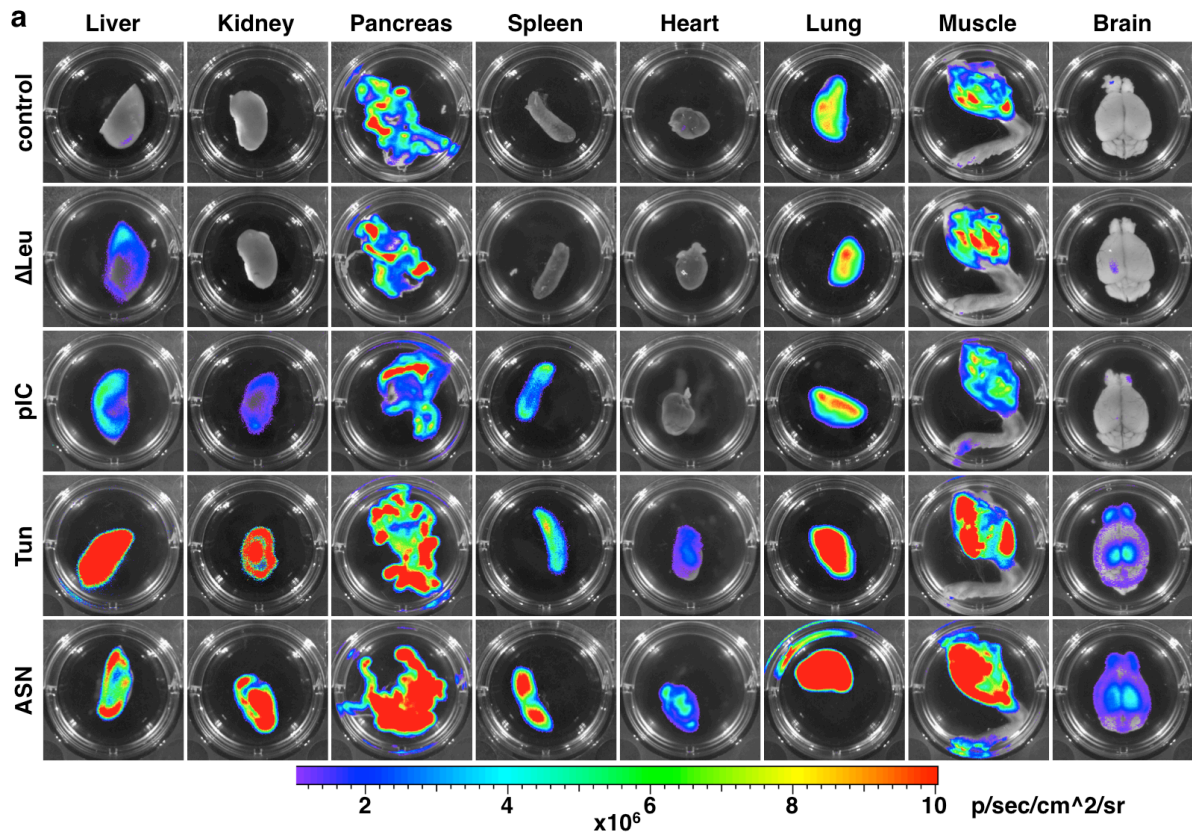 a
Liver Kidney Pancreas Spleen Heart Lung Muscle Brain
control
ΔLeu
pIC
Tun
ASN
2 4 6 8 10 p/sec/cm^2/sr
x10⁶